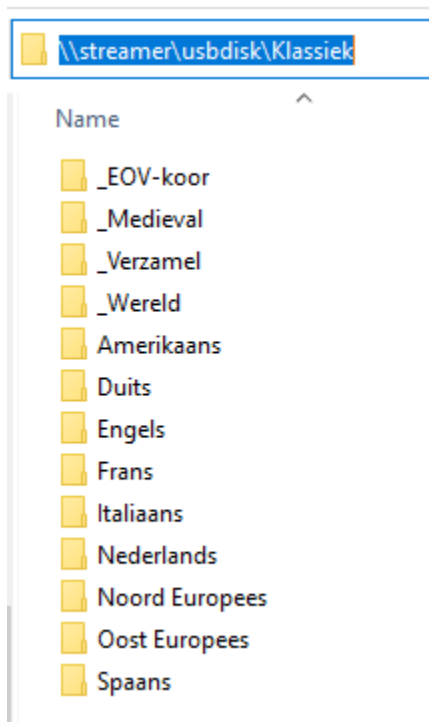 \\streamer\usbdisk\Klassiek
Name
_EOV-koor
_Medieval
_Verzamel
_Wereld
Amerikaans
Duits
Engels
Frans
Italiaans
Nederlands
Noord Europees
Oost Europees
Spaans